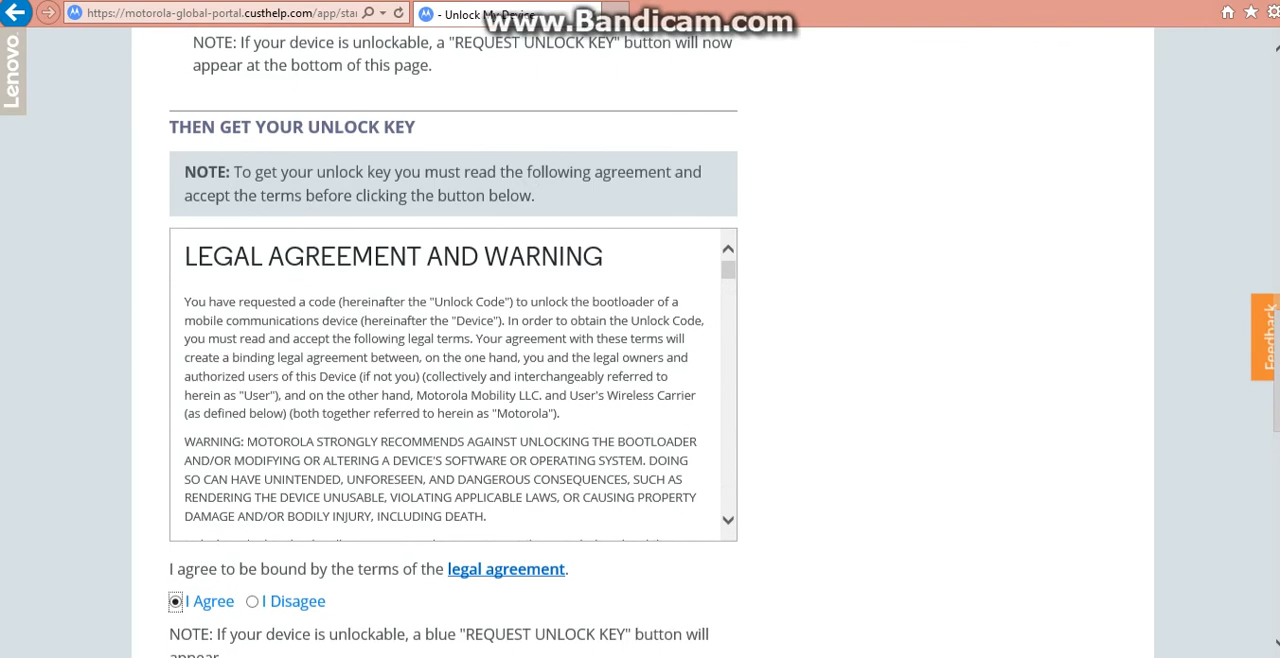 https://motorola-global-portal.custhelp.com/app/sta
- Unlock My Device
www.Bandicam.com
Lenovo
NOTE: If your device is unlockable, a "REQUEST UNLOCK KEY" button will now
appear at the bottom of this page.
THEN GET YOUR UNLOCK KEY
NOTE: To get your unlock key you must read the following agreement and
accept the terms before clicking the button below.
LEGAL AGREEMENT AND WARNING
You have requested a code (hereinafter the "Unlock Code") to unlock the bootloader of a
mobile communications device (hereinafter the "Device"). In order to obtain the Unlock Code,
you must read and accept the following legal terms. Your agreement with these terms will
create a binding legal agreement between, on the one hand, you and the legal owners and
authorized users of this Device (if not you) (collectively and interchangeably referred to
herein as "User"), and on the other hand, Motorola Mobility LLC. and User's Wireless Carrier
(as defined below) (both together referred to herein as "Motorola").
WARNING: MOTOROLA STRONGLY RECOMMENDS AGAINST UNLOCKING THE BOOTLOADER
AND/OR MODIFYING OR ALTERING A DEVICE'S SOFTWARE OR OPERATING SYSTEM. DOING
SO CAN HAVE UNINTENDED, UNFORESEEN, AND DANGEROUS CONSEQUENCES, SUCH AS
RENDERING THE DEVICE UNUSABLE, VIOLATING APPLICABLE LAWS, OR CAUSING PROPERTY
DAMAGE AND/OR BODILY INJURY, INCLUDING DEATH.
I agree to be bound by the terms of the legal agreement.
I Agree I Disagee
NOTE: If your device is unlockable, a blue "REQUEST UNLOCK KEY" button will
appear
Feedback